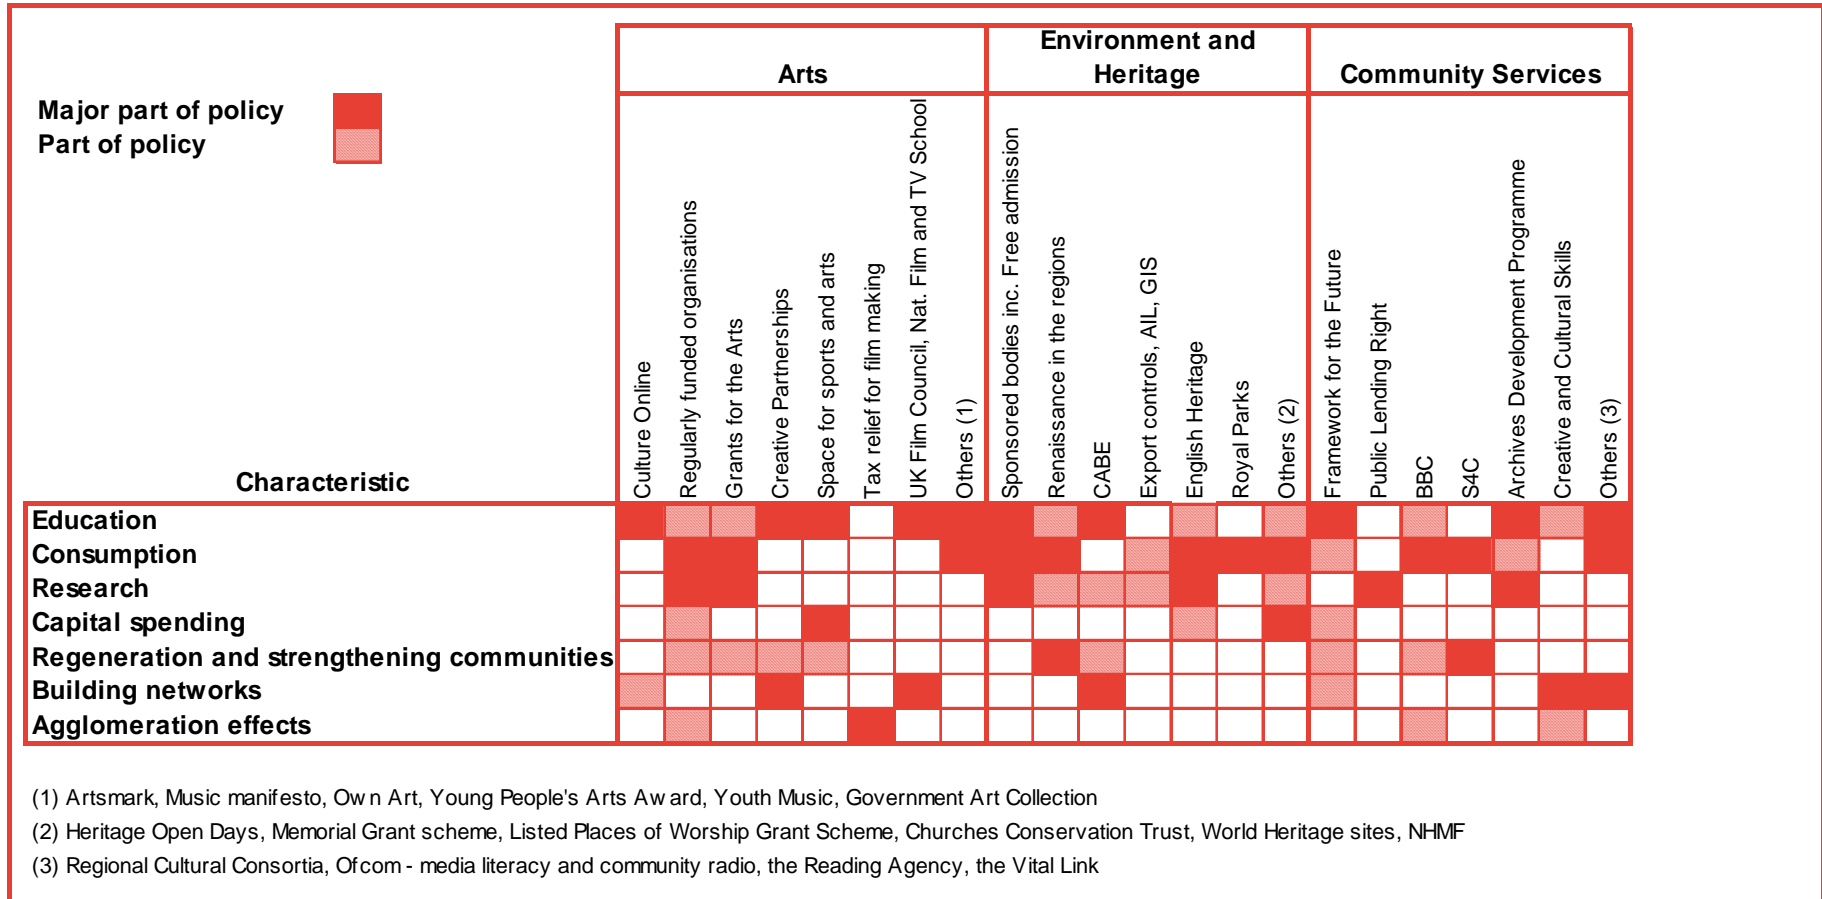 Environment and
Arts Heritage Community Services
Major part of policy
Part of policy
Culture Online
Regularly funded organisations
Grants for the Arts
Creative Partnerships
Space for sports and arts
Tax relief for film making
UK Film Council, Nat. Film and TV School
Others (1)
Sponsored bodies inc. Free admission
Renaissance in the regions
CABE
Export controls, AIL, GIS
English Heritage
Royal Parks
Others (2)
Framework for the Future
Public Lending Right
BBC
S4C
Archives Development Programme
Creative and Cultural Skills
Others (3)
Characteristic
Education
Consumption
Research
Capital spending
Regeneration and strengthening communities
Building networks
Agglomeration effects
(1) Artsmark, Music manifesto, Own Art, Young People's Arts Award, Youth Music, Government Art Collection
(2) Heritage Open Days, Memorial Grant scheme, Listed Places of Worship Grant Scheme, Churches Conservation Trust, World Heritage sites, NHMF
(3) Regional Cultural Consortia, Ofcom - media literacy and community radio, the Reading Agency, the Vital Link